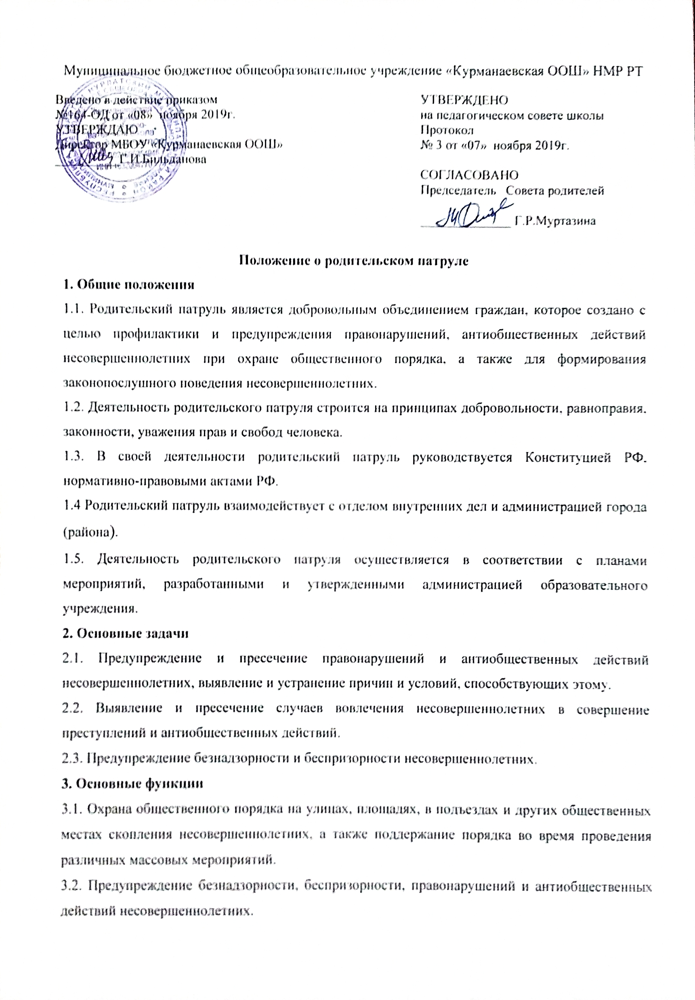 Муниципальное бюджетное общеобразовательное учреждение «Курманаевская ООШ» НМР РТ
Введено в действие приказом
№164-ОД от «08» ноября 2019г.
УТВЕРЖДАЮ
Директор МБОУ «Курманаевская ООШ»
Г.И.Бильданова
УТВЕРЖДЕНО
на педагогическом совете школы
Протокол
№ 3 от «07» ноября 2019г.
СОГЛАСОВАНО
Председатель Совета родителей
Г.Р.Муртазина
Положение о родительском патруле
1. Общие положения
1.1. Родительский патруль является добровольным объединением граждан, которое создано с
целью профилактики и предупреждения правонарушений, антиобщественных действий
несовершеннолетних при охране общественного порядка, а также для формирования
законопослушного поведения несовершеннолетних.
1.2. Деятельность родительского патруля строится на принципах добровольности, равноправия,
законности, уважения прав и свобод человека.
1.3. В своей деятельности родительский патруль руководствуется Конституцией РФ,
нормативно-правовыми актами РФ.
1.4 Родительский патруль взаимодействует с отделом внутренних дел и администрацией города
(района).
1.5. Деятельность родительского патруля осуществляется в соответствии с планами
мероприятий, разработанными и утвержденными администрацией образовательного
учреждения.
2. Основные задачи
2.1. Предупреждение и пресечение правонарушений и антиобщественных действий
несовершеннолетних, выявление и устранение причин и условий, способствующих этому.
2.2. Выявление и пресечение случаев вовлечения несовершеннолетних в совершение
преступлений и антиобщественных действий.
2.3. Предупреждение безнадзорности и беспризорности несовершеннолетних.
3. Основные функции
3.1. Охрана общественного порядка на улицах, площадях, в подъездах и других общественных
местах скопления несовершеннолетних, а также поддержание порядка во время проведения
различных массовых мероприятий.
3.2. Предупреждение безнадзорности, беспризорности, правонарушений и антиобщественных
действий несовершеннолетних.